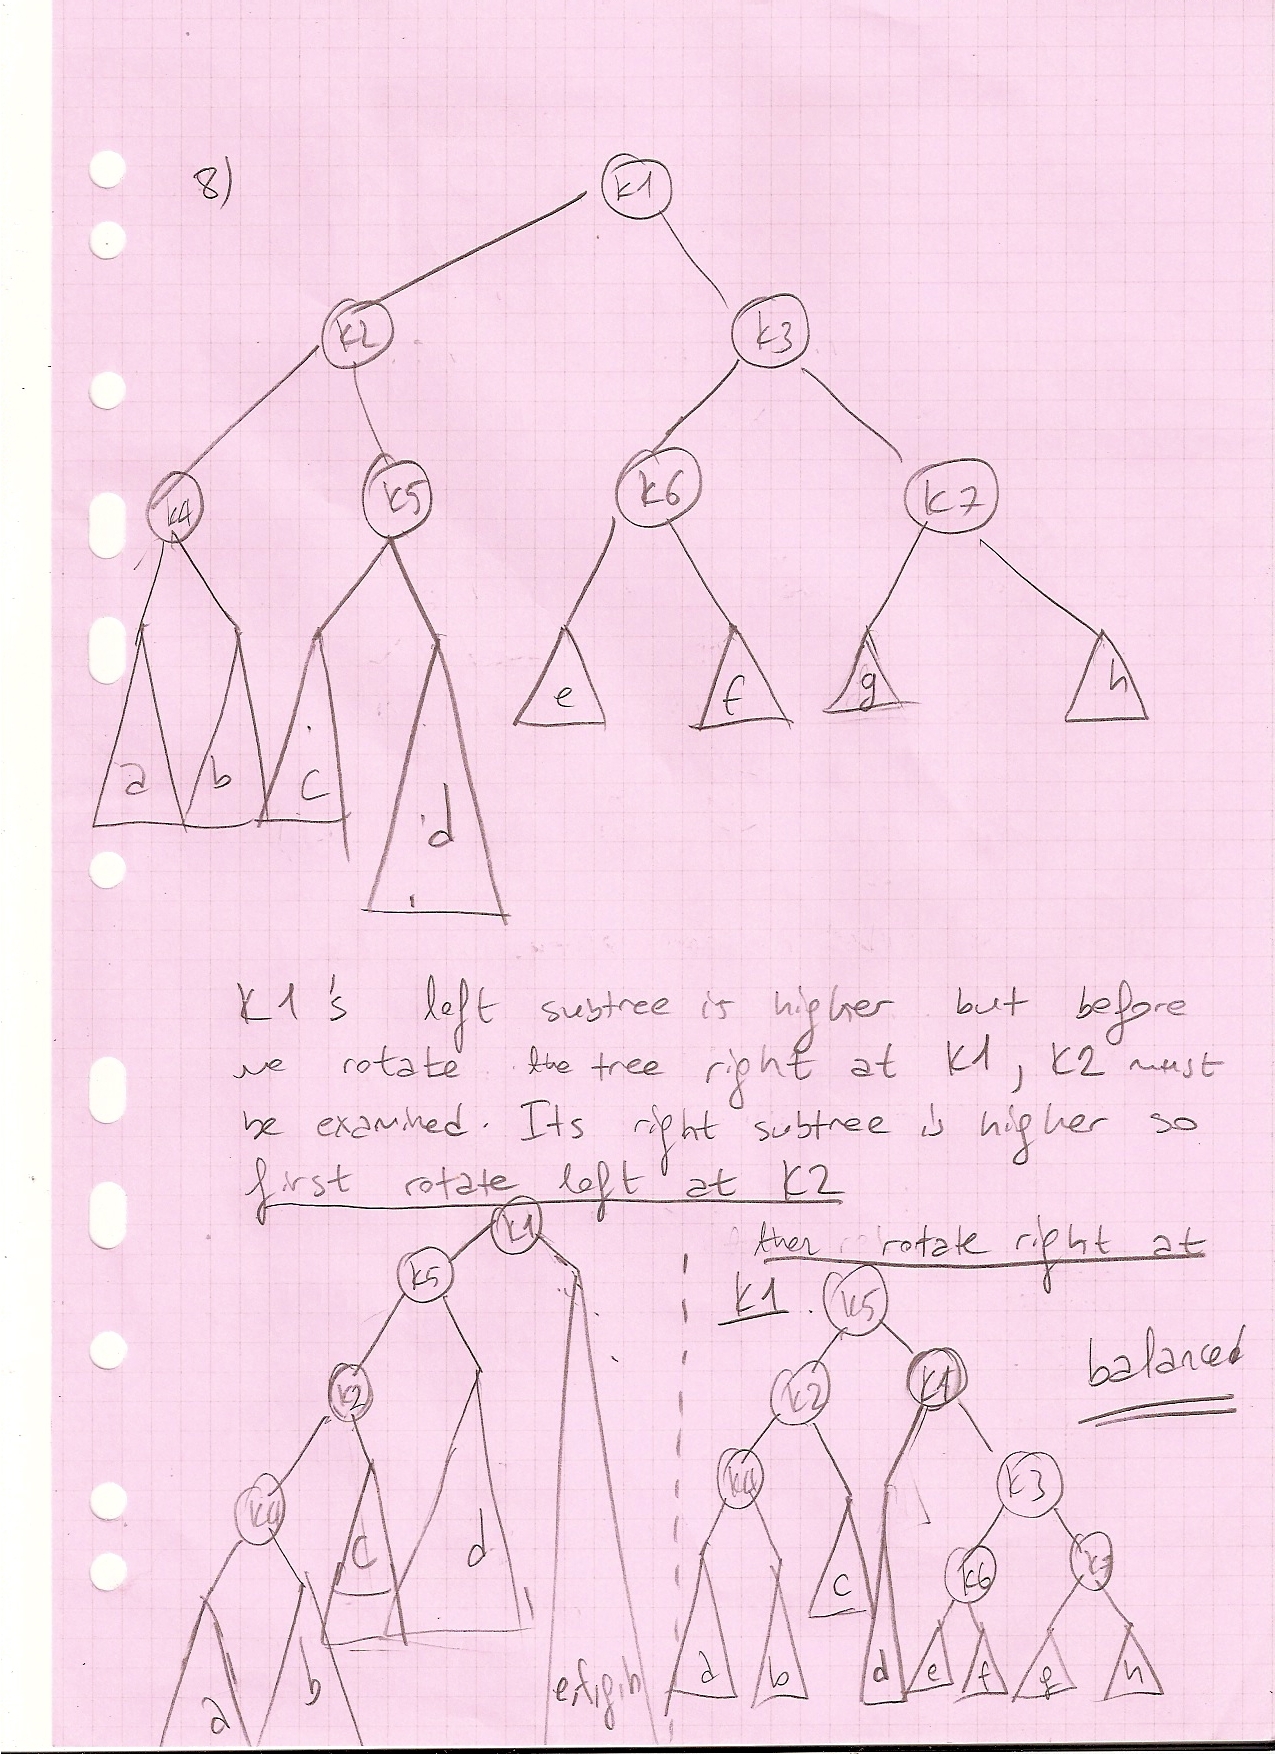 8)
k1
k2
k3
k4
k5
k6
k7
a
b
c
d
e
f
g
h
K1's left subtree is higher but before
we rotate the tree right at K1, K2 must
be examined. Its right subtree is higher so
first rotate left at K2
then rotate right at
K1.
balanced
k1
k5
k2
k4
c
d
a
b
e,f,g,h
k5
k2
k1
k4
k3
k6
k7
a
b
c
d
e
f
g
h